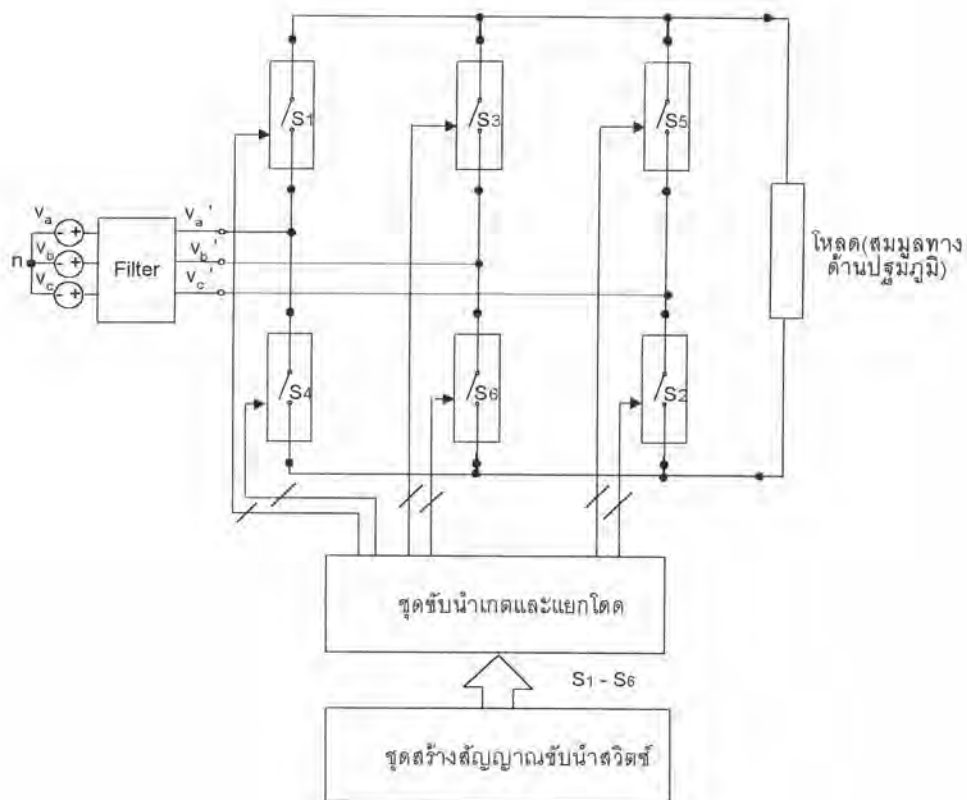 S1
S3
S5
va
va'
vb
vb'
n
Filter
vc
vc'
โหลด(สมมูลทาง
ด้านปฐมภูมิ)
S4
S6
S2
ชุดขับนำเกตและแยกโดด
S1 - S6
ชุดสร้างสัญญาณขับนำสวิตช์